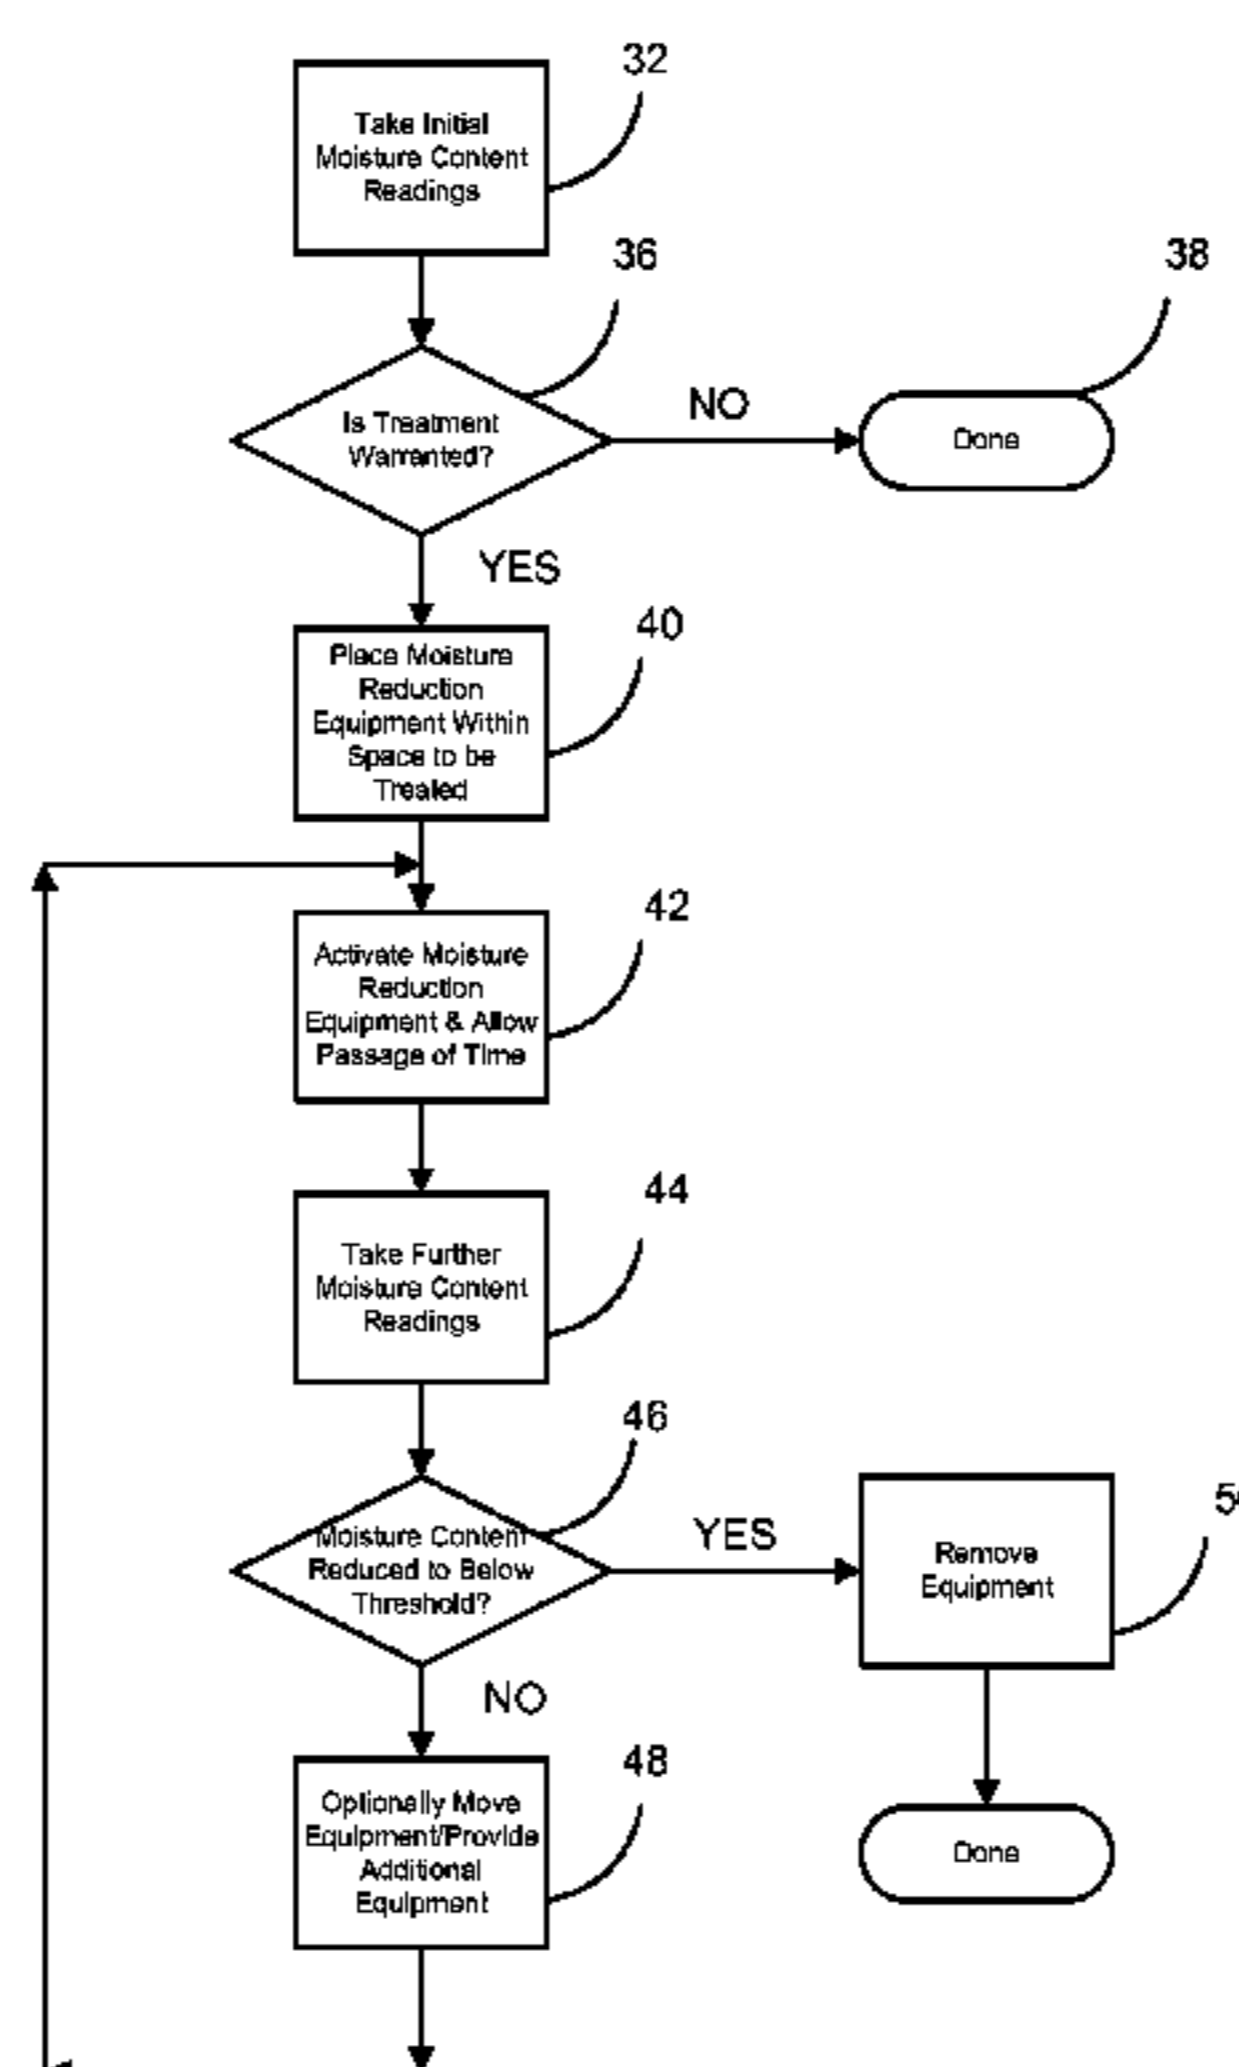 32
Take Initial
Moisture Content
Readings
36
38
Is Treatment
Warranted?
NO
Done
YES
40
Place Moisture
Reduction
Equipment Within
Space to be
Treated
42
Activate Moisture
Reduction
Equipment & Allow
Passage of Time
44
Take Further
Moisture Content
Readings
46
Moisture Content
Reduced to Below
Threshold?
YES
Remove
Equipment
NO
48
Optionally Move
Equipment/Provide
Additional
Equipment
Done